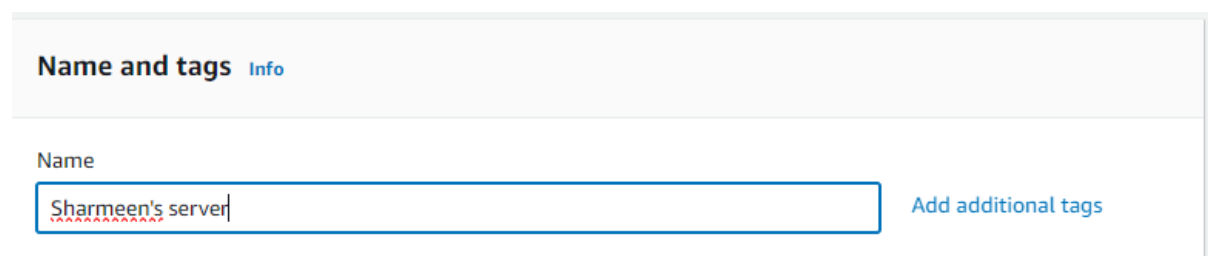 Name and tags Info
Name
Sharmeen's server
Add additional tags